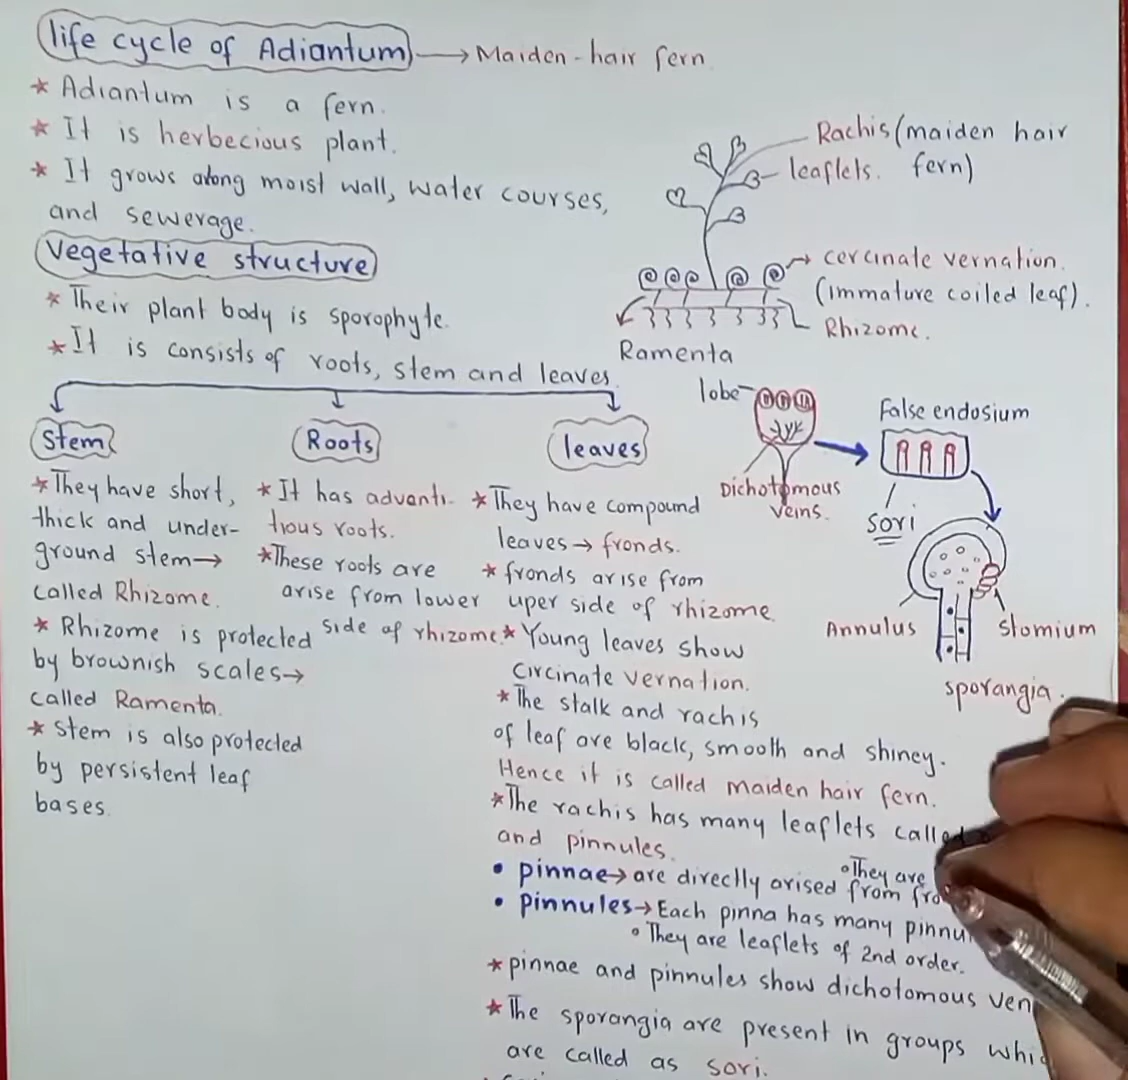 life cycle of Adiantum → Maiden-hair fern
* Adiantum is a fern.
* It is herbecious plant.
* It grows along moist wall, water courses,
and sewerage.
Vegetative structure
* Their plant body is sporophyte.
* It is consists of roots, stem and leaves.
Rachis (maiden hair
leaflets. fern)
cercinate vernation.
(immature coiled leaf).
Rhizome.
Ramenta
lobe
Dichotomous
veins.
False endosium
sori
Annulus
stomium
sporangia.
Stem
* They have short,
thick and under-
ground stem →
called Rhizome.
* Rhizome is protected
by brownish scales →
called Ramenta.
* Stem is also protected
by persistent leaf
bases.
Roots
* It has adventi-
tious roots.
* These roots are
arise from lower
side of rhizome.
leaves
* They have compound
leaves → fronds.
* fronds arise from
uper side of rhizome.
* Young leaves show
circinate vernation.
* The stalk and rachis
of leaf are black, smooth and shiney.
Hence it is called maiden hair fern.
* The rachis has many leaflets called
and pinnules.
° They are
• pinnae → are directly arised from
• pinnules → Each pinna has many
° They are leaflets of 2nd order.
* pinnae and pinnules show dichotomous
* The sporangia are present in groups
are called as sori.